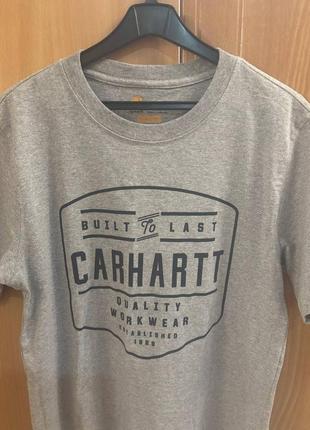 BUILT To LAST
CARHARTT
QUALITY
WORKWEAR
ESTABLISHED
1889